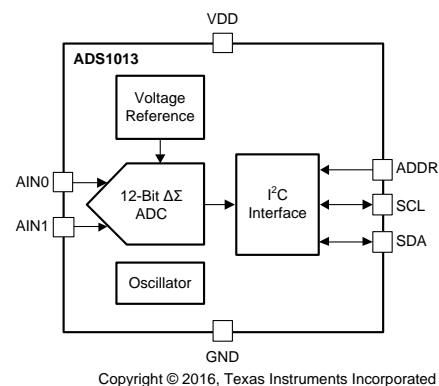 VDD
ADS1013
Voltage
Reference
AIN0
AIN1
12-Bit ΔΣ
ADC
I²C
Interface
ADDR
SCL
SDA
Oscillator
GND
Copyright © 2016, Texas Instruments Incorporated